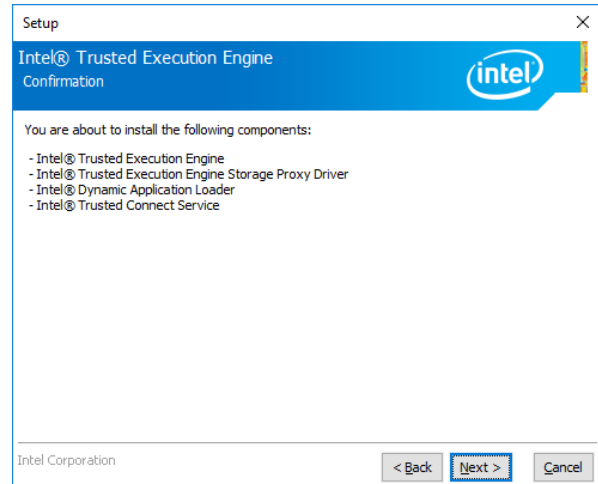 Setup
Intel® Trusted Execution Engine
Confirmation
intel
You are about to install the following components:
- Intel® Trusted Execution Engine
- Intel® Trusted Execution Engine Storage Proxy Driver
- Intel® Dynamic Application Loader
- Intel® Trusted Connect Service
Intel Corporation
< Back
Next >
Cancel